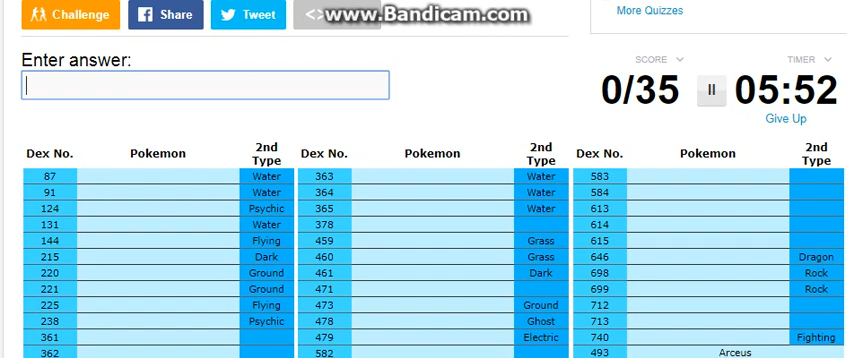 More Quizzes
Challenge Share Tweet <> www.Bandicam.com
SCORE TIMER
Enter answer:
0/35 II 05:52
Give Up
Dex No. Pokemon 2nd Type Dex No. Pokemon 2nd Type Dex No. Pokemon 2nd Type
87 Water 363 Water 583
91 Water 364 Water 584
124 Psychic 365 Water 613
131 Water 378 614
144 Flying 459 Grass 615
215 Dark 460 Grass 646 Dragon
220 Ground 461 Dark 698 Rock
221 Ground 471 699 Rock
225 Flying 473 Ground 712
238 Psychic 478 Ghost 713
361 479 Electric 740 Fighting
362 582 493 Arceus